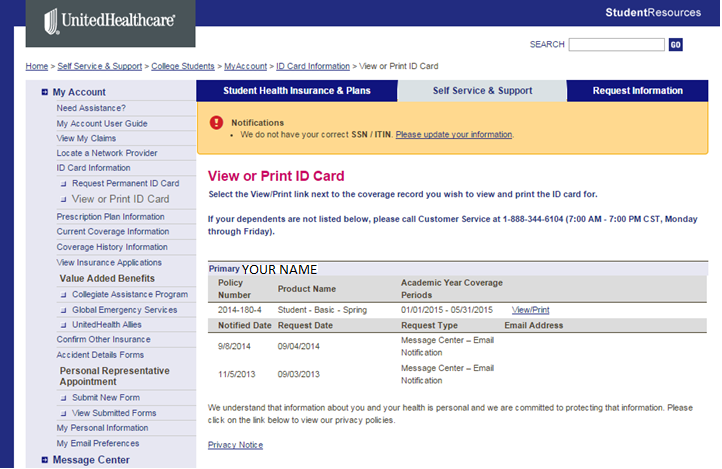 UnitedHealthcare®
StudentResources
SEARCH
GO
Home > Self Service & Support > College Students > MyAccount > ID Card Information > View or Print ID Card
My Account
Need Assistance?
My Account User Guide
View My Claims
Locate a Network Provider
ID Card Information
Request Permanent ID Card
View or Print ID Card
Prescription Plan Information
Current Coverage Information
Coverage History Information
View Insurance Applications
Value Added Benefits
Collegiate Assistance Program
Global Emergency Services
UnitedHealth Allies
Confirm Other Insurance
Accident Details Forms
Personal Representative
Appointment
Submit New Form
View Submitted Forms
My Personal Information
My Email Preferences
Message Center
Student Health Insurance & Plans
Self Service & Support
Request Information
Notifications
• We do not have your correct SSN / ITIN. Please update your information.
View or Print ID Card
Select the View/Print link next to the coverage record you wish to view and print the ID card for.
If your dependents are not listed below, please call Customer Service at 1-888-344-6104 (7:00 AM - 7:00 PM CST, Monday
through Friday).
Primary YOUR NAME
Policy Number Product Name Academic Year Coverage Periods
2014-180-4 Student - Basic - Spring 01/01/2015 - 05/31/2015 View/Print
Notified Date Request Date Request Type Email Address
9/8/2014 09/04/2014 Message Center – Email Notification
11/5/2013 09/03/2013 Message Center – Email Notification
We understand that information about you and your health is personal and we are committed to protecting that information. Please
click on the link below to view our privacy policies.
Privacy Notice